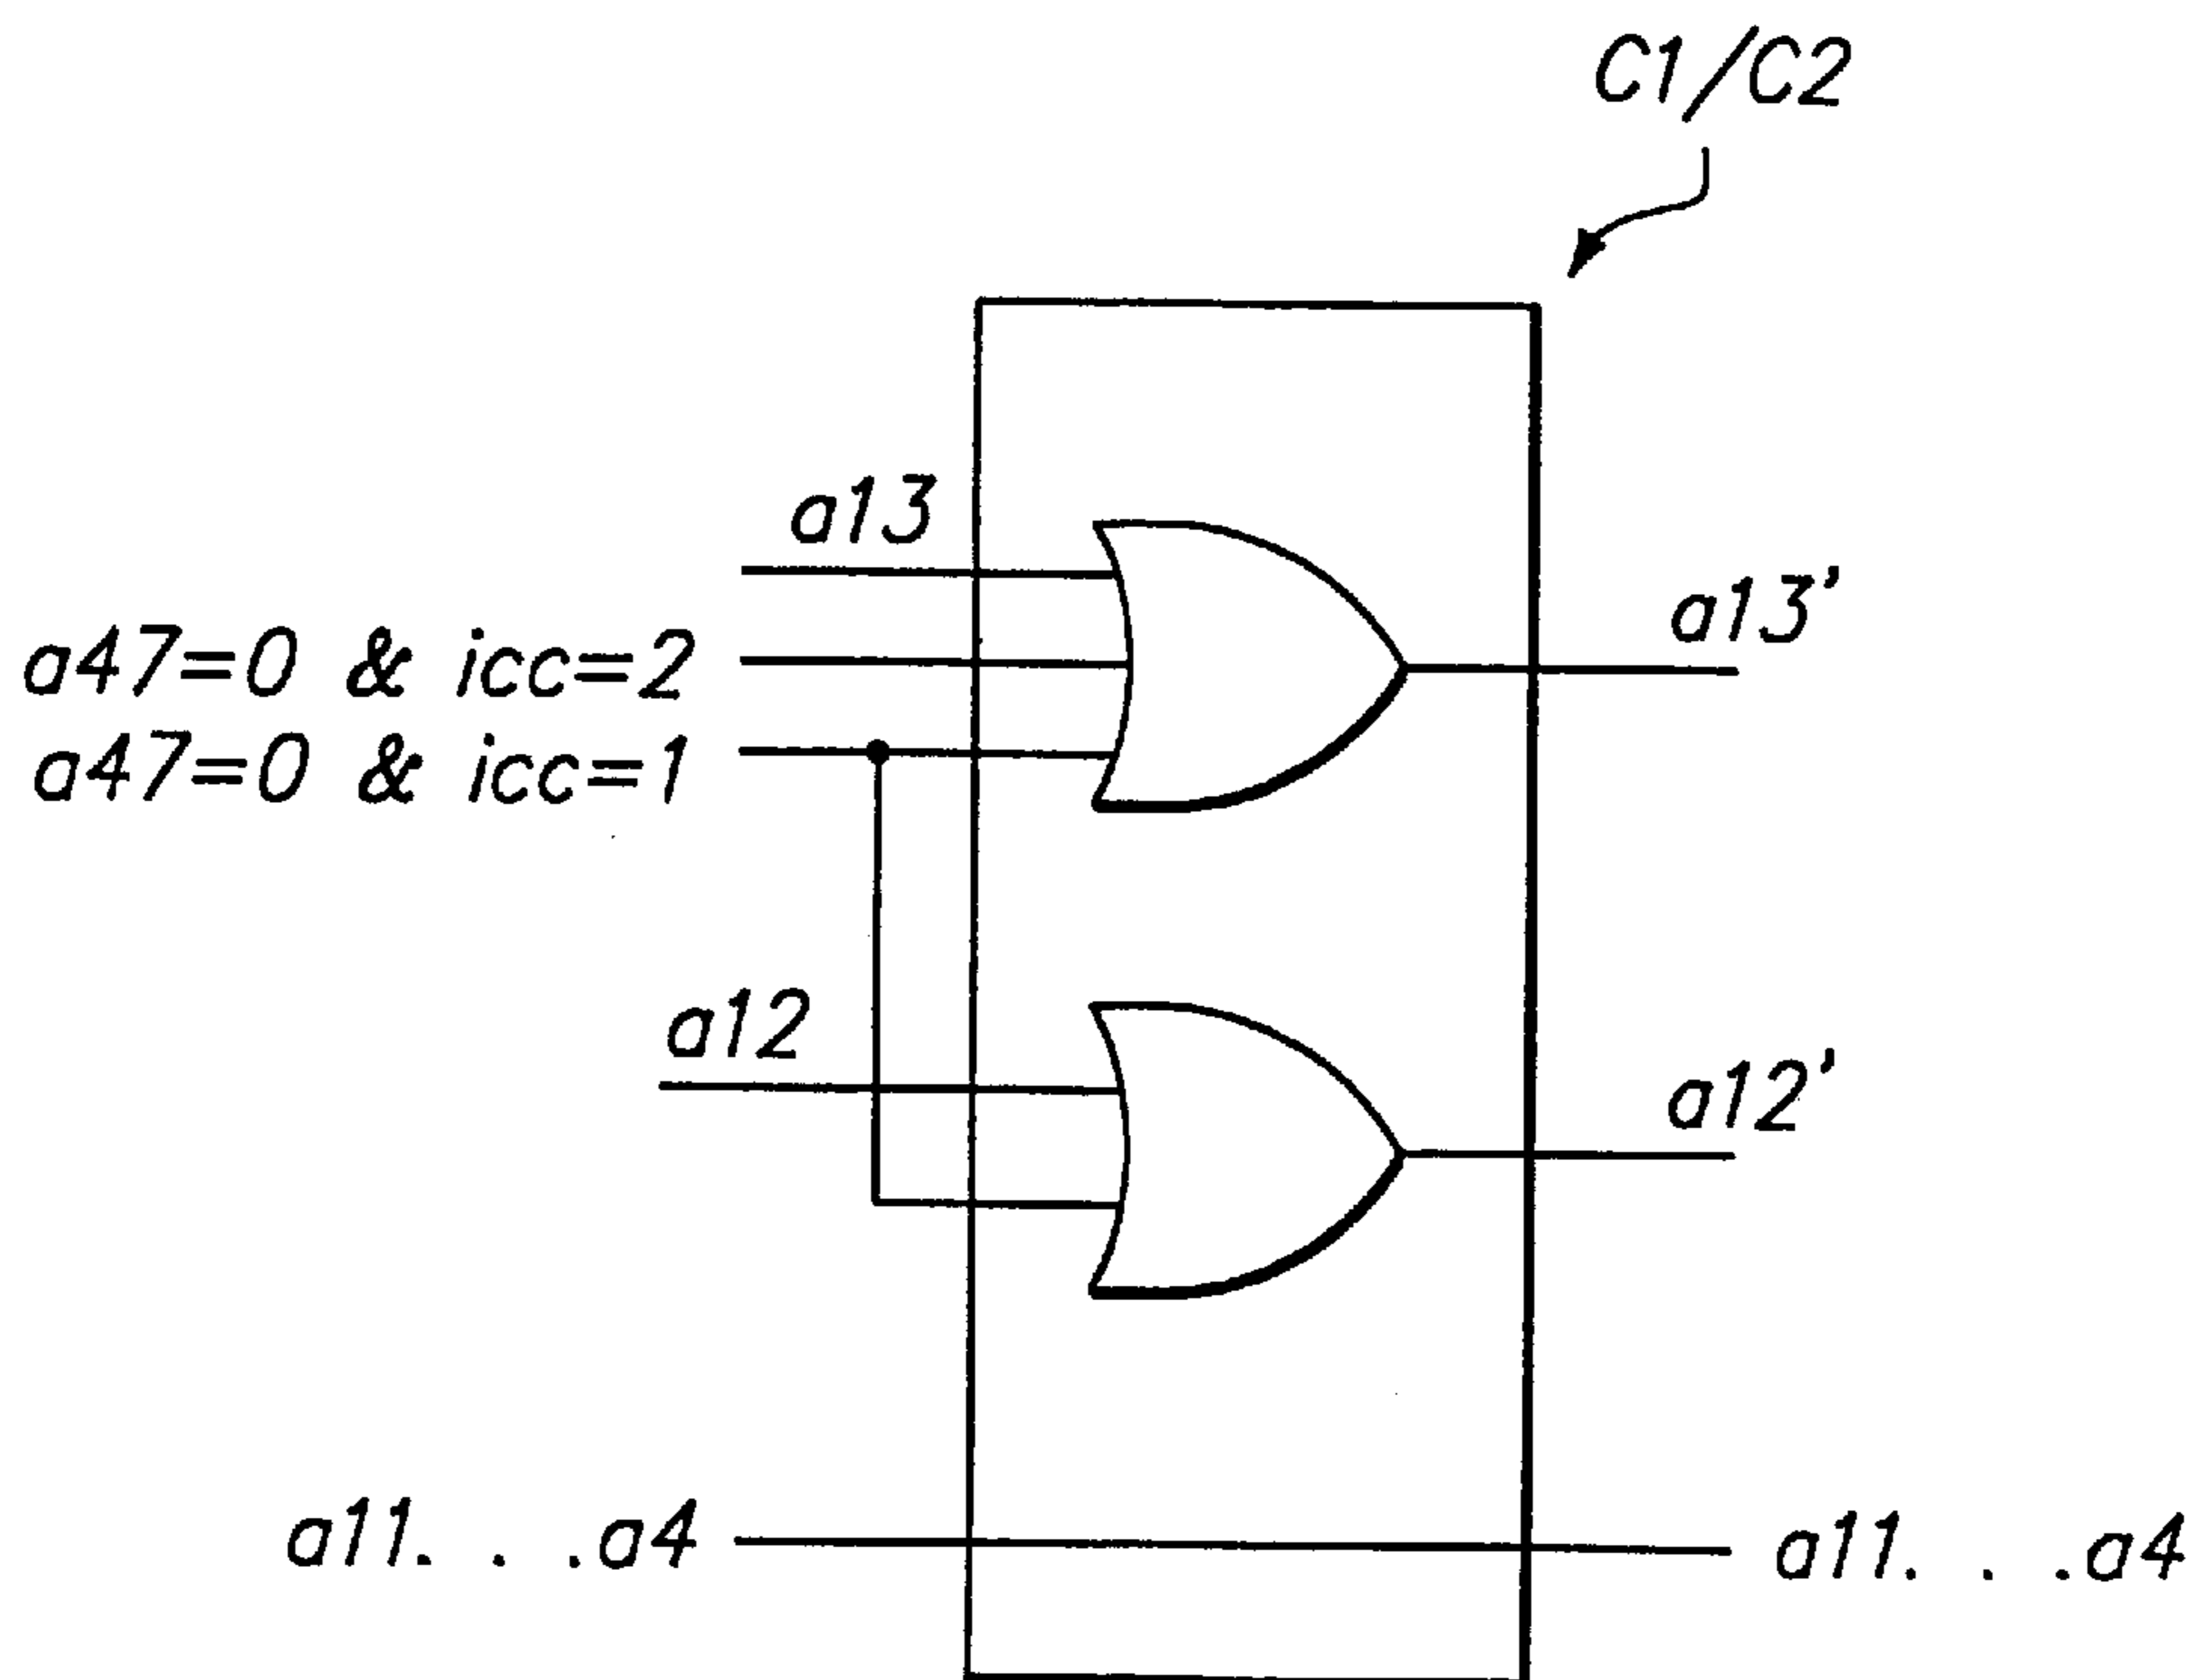 C1/C2
a13
a13'
a47=0 & icc=2
a47=0 & icc=1
a12
a12'
a11. . .a4
a11. . .a4